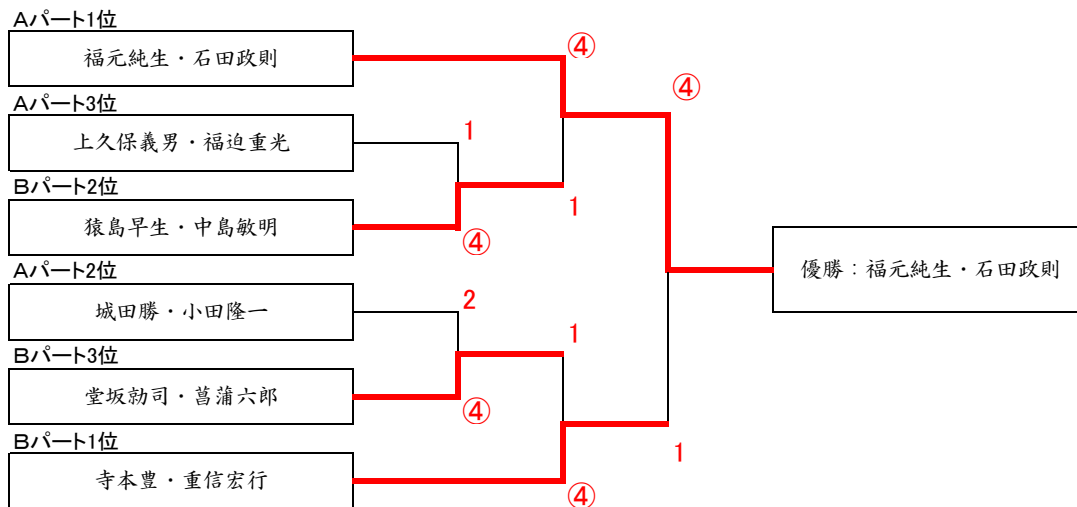 Aパート1位
福元純生・石田政則
④
④
Aパート3位
上久保義男・福迫重光
1
Bパート2位
猿島早生・中島敏明
1
④
優勝：福元純生・石田政則
Aパート2位
城田勝・小田隆一
2
1
Bパート3位
堂坂勍司・菖蒲六郎
④
Bパート1位
1
寺本豊・重信宏行
④